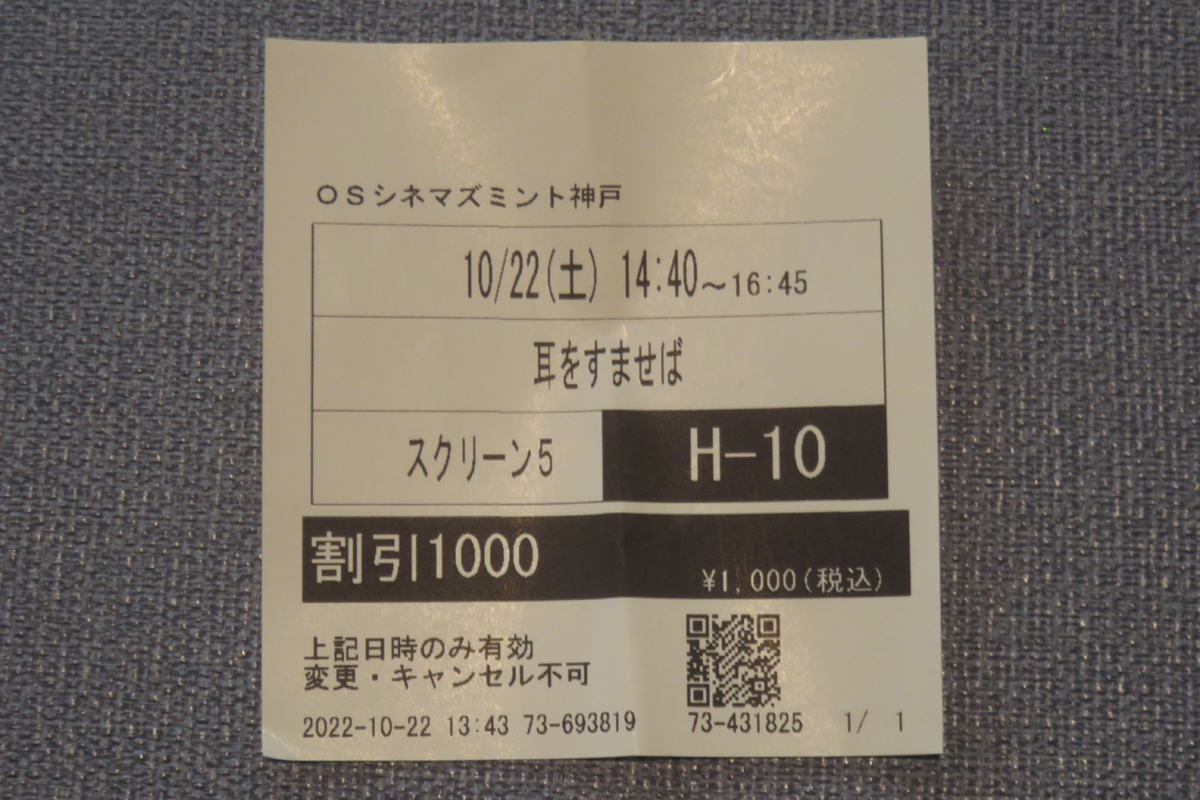 OSシネマズミント神戸
10/22(土) 14:40～16:45
耳をすませば
スクリーン5 H-10
割引1000 ¥1,000(税込)
上記日時のみ有効
変更・キャンセル不可
2022-10-22 13:43 73-693819 73-431825 1/ 1